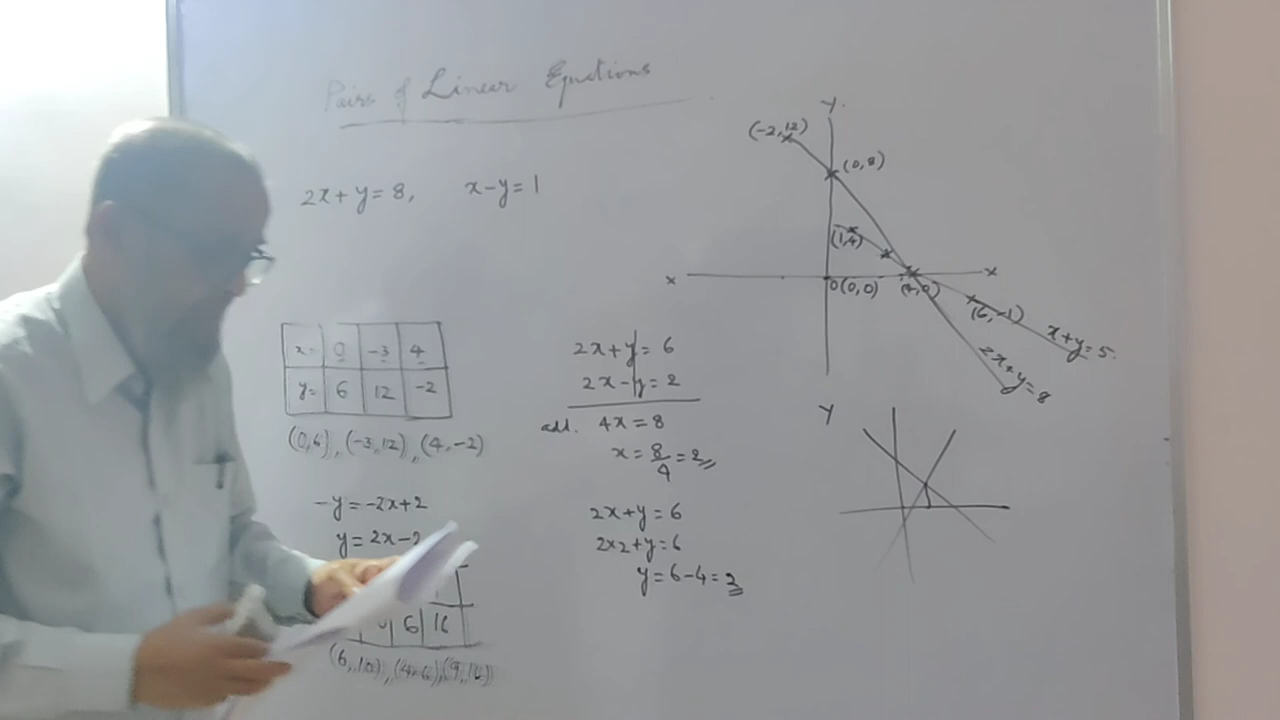 Pairs of Linear Equations
2x+y=8, x-y=1
x= 0 -3 4
y= 6 12 -2
(0,6), (-3,12), (4,-2)
-y=-2x+2
y=2x-2
6 16
(6,10), (4,6), (9,16)
2x+y=6
2x-y=2
add. 4x=8
x=8/4=2
2x+y=6
2x2+y=6
y=6-4=2
Y
(-2,12)
(0,8)
(1,4)
x x
0(0,0) (4,0)
(6,-1)
x+y=5.
2x+y=8
Y